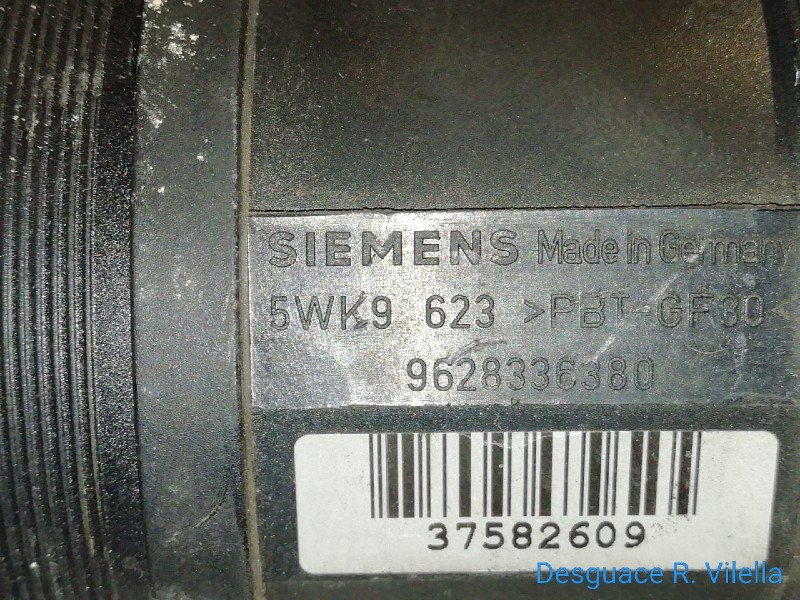 SIEMENS Made in Germany
5WK9 623 >PBT-GF30<
9628336380
37582609
Desguace R. Vilella